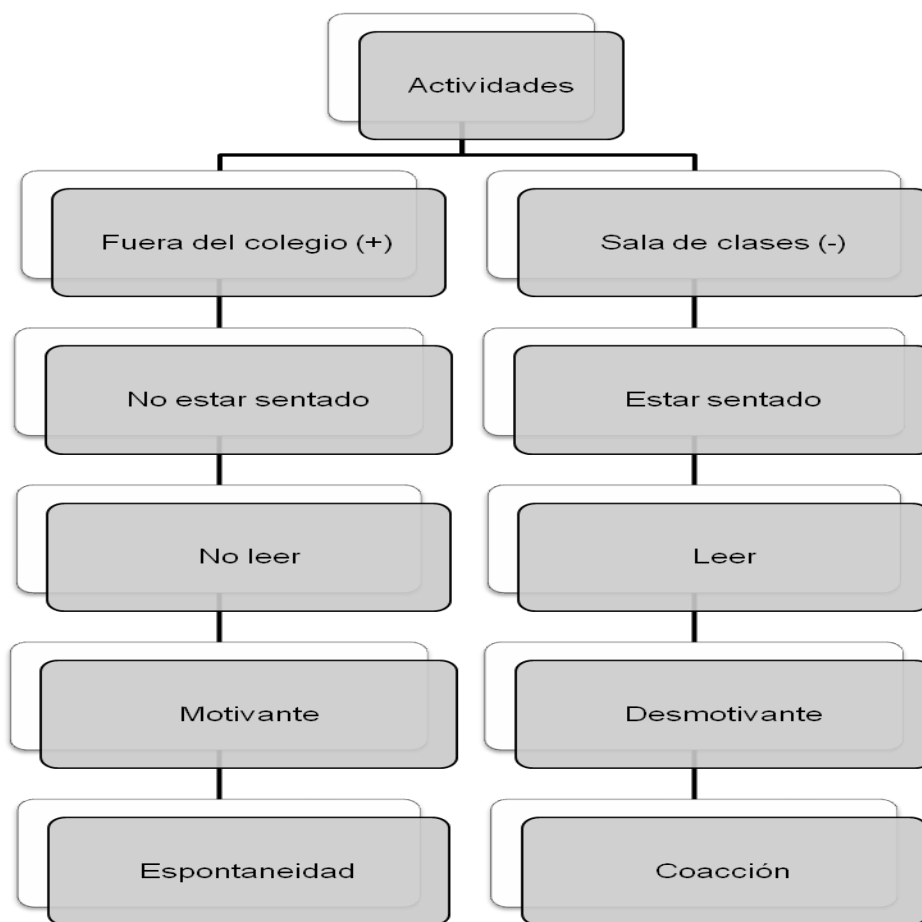 Actividades
Fuera del colegio (+)
Sala de clases (-)
No estar sentado
Estar sentado
No leer
Leer
Motivante
Desmotivante
Espontaneidad
Coacción